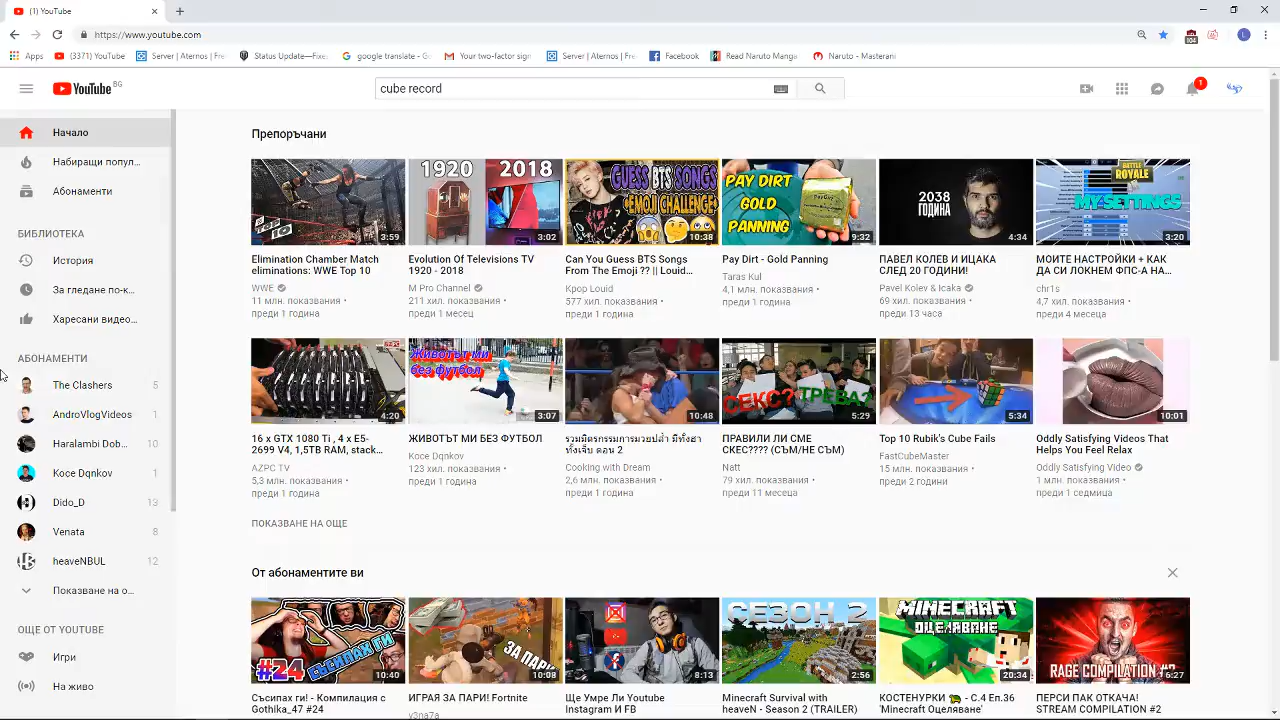 (1) YouTube
https://www.youtube.com
Apps (3371) YouTube Server | Aternos | Fre Status Update—Fixe google translate - G Your two-factor sign Server | Aternos | Fre Facebook Read Naruto Manga Naruto - Masterani
104
YouTube BG
cube record
1
Начало
Набиращи попул...
Абонаменти
БИБЛИОТЕКА
История
За гледане по-к...
Харесани видео...
АБОНАМЕНТИ
The Clashers 5
AndroVlogVideos 1
Haralambi Dob... 10
Koce Dqnkov 1
Dido_D 13
Venata 8
heaveNBUL 12
Показване на о...
ОЩЕ ОТ YOUTUBE
Игри
На живо
Препоръчани
TOP 10
3:59
Elimination Chamber Match
eliminations: WWE Top 10
WWE
11 млн. показвания •
преди 1 година
1920 2018
3:02
Evolution Of Televisions TV
1920 - 2018
M Pro Channel
211 хил. показвания •
преди 1 месец
GUESS BTS SONGS
EMOJI CHALLENGE!
10:38
Can You Guess BTS Songs
From The Emoji ?? || Louid...
Kpop Louid
577 хил. показвания •
преди 1 година
PAY DIRT
GOLD
PANNING
9:32
Pay Dirt - Gold Panning
Taras Kul
4,1 млн. показвания •
преди 1 година
2038
ГОДИНА
4:34
ПАВЕЛ КОЛЕВ И ИЦАКА
СЛЕД 20 ГОДИНИ!
Pavel Kolev & Icaka
69 хил. показвания •
преди 13 часа
BATTLE
ROYALE
MY SETTINGS
3:20
МОИТЕ НАСТРОЙКИ + КАК
ДА СИ ЛОКНЕМ ФПС-А НА...
chr1s
4,7 хил. показвания •
преди 4 месеца
4:20
16 x GTX 1080 Ti , 4 x E5-
2699 V4, 1,5TB RAM, stack...
AZPC TV
5,3 млн. показвания •
преди 1 година
Животът ми
без футбол
3:07
ЖИВОТЪТ МИ БЕЗ ФУТБОЛ
Koce Dqnkov
123 хил. показвания •
преди 1 година
10:48
Cooking with Dream
2,6 млн. показвания •
преди 1 година
СЕКС? ТРЕВА?
5:29
ПРАВИЛИ ЛИ СМЕ
СКЕС???? (СЪМ/НЕ СЪМ)
Natt
79 хил. показвания •
преди 11 месеца
5:34
Top 10 Rubik's Cube Fails
FastCubeMaster
15 млн. показвания •
преди 2 години
10:01
Oddly Satisfying Videos That
Helps You Feel Relax
Oddly Satisfying Video
1 млн. показвания •
преди 1 седмица
ПОКАЗВАНЕ НА ОЩЕ
От абонаментите ви
#24 СЪСИПАХ ГИ
10:40
Съсипах ги! - Компилация с
Gothika_47 #24
ЗА ПАРИ
10:08
ИГРАЯ ЗА ПАРИ! Fortnite
y3na7a
8:13
Ще Умре Ли Youtube
Instagram И FB
СЕЗОН 2
2:56
Minecraft Survival with
heaveN - Season 2 (TRAILER)
MINECRAFT
ОЦЕЛЯВАНЕ
20:34
КОСТЕНУРКИ 🐢 - С.4 Еп.36
'Minecraft Оцеляване'
RAGE COMPILATION #2
6:27
ПЕРСИ ПАК ОТКАЧА!
STREAM COMPILATION #2